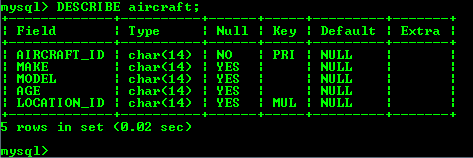 mysql> DESCRIBE aircraft;
+-------------+----------+------+-----+---------+-------+
| Field       | Type     | Null | Key | Default | Extra |
+-------------+----------+------+-----+---------+-------+
| AIRCRAFT_ID | char(14) | NO   | PRI | NULL    |       |
| MAKE        | char(14) | YES  |     | NULL    |       |
| MODEL       | char(14) | YES  |     | NULL    |       |
| AGE         | char(14) | YES  |     | NULL    |       |
| LOCATION_ID | char(14) | YES  | MUL | NULL    |       |
+-------------+----------+------+-----+---------+-------+
5 rows in set (0.02 sec)
mysql>